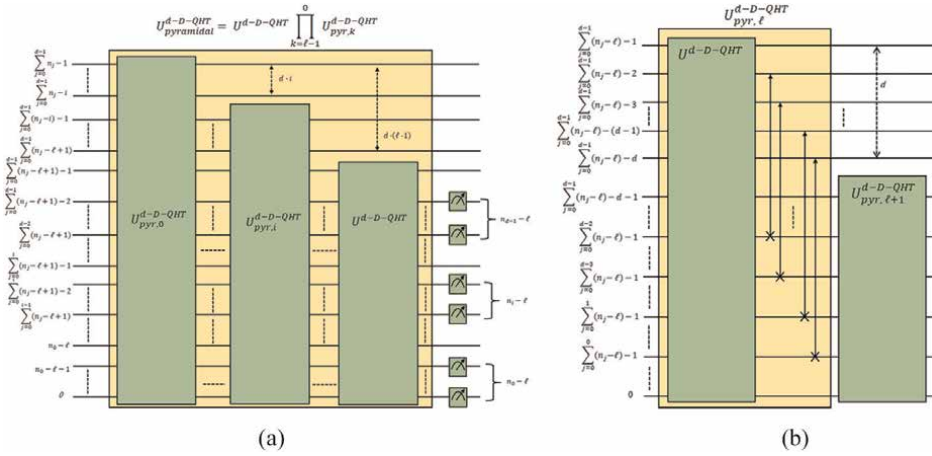 U^{d-D-QHT}_{pyramidal} = U^{d-D-QHT} ∏_{k=ℓ-1}^{0} U^{d-D-QHT}_{pyr,k}
∑_{j=0}^{d-1} n_j - 1
∑_{j=0}^{d-1} n_j - i
∑_{j=0}^{d-1} (n_j - i) - 1
∑_{j=0}^{d-1} (n_j - ℓ + 1)
∑_{j=0}^{d-1} (n_j - ℓ + 1) - 1
∑_{j=0}^{d-1} (n_j - ℓ + 1) - 2
∑_{j=0}^{d-2} (n_j - ℓ + 1)
(n_j - ℓ + 1) - 1
(n_j - ℓ + 1) - 2
(n_j - ℓ + 1)
n_0 - ℓ
n_0 - ℓ - 1
0
U^{d-D-QHT}_{pyr,0}
U^{d-D-QHT}_{pyr,i}
U^{d-D-QHT}
d · i
d · (ℓ - 1)
n_{d-1} - ℓ
n_i - ℓ
n_0 - ℓ
(a)
U^{d-D-QHT}_{pyr,ℓ}
∑_{j=0}^{d-1} (n_j - ℓ) - 1
∑_{j=0}^{d-1} (n_j - ℓ) - 2
∑_{j=0}^{d-1} (n_j - ℓ) - 3
∑_{j=0}^{d-1} (n_j - ℓ) - (d - 1)
∑_{j=0}^{d-1} (n_j - ℓ) - d
∑_{j=0}^{d-1} (n_j - ℓ) - d - 1
∑_{j=0}^{d-2} (n_j - ℓ) - 1
∑_{j=0}^{d-3} (n_j - ℓ) - 1
∑_{j=0}^{1} (n_j - ℓ) - 1
∑_{j=0}^{0} (n_j - ℓ) - 1
0
U^{d-D-QHT}
d
U^{d-D-QHT}_{pyr,ℓ+1}
(b)